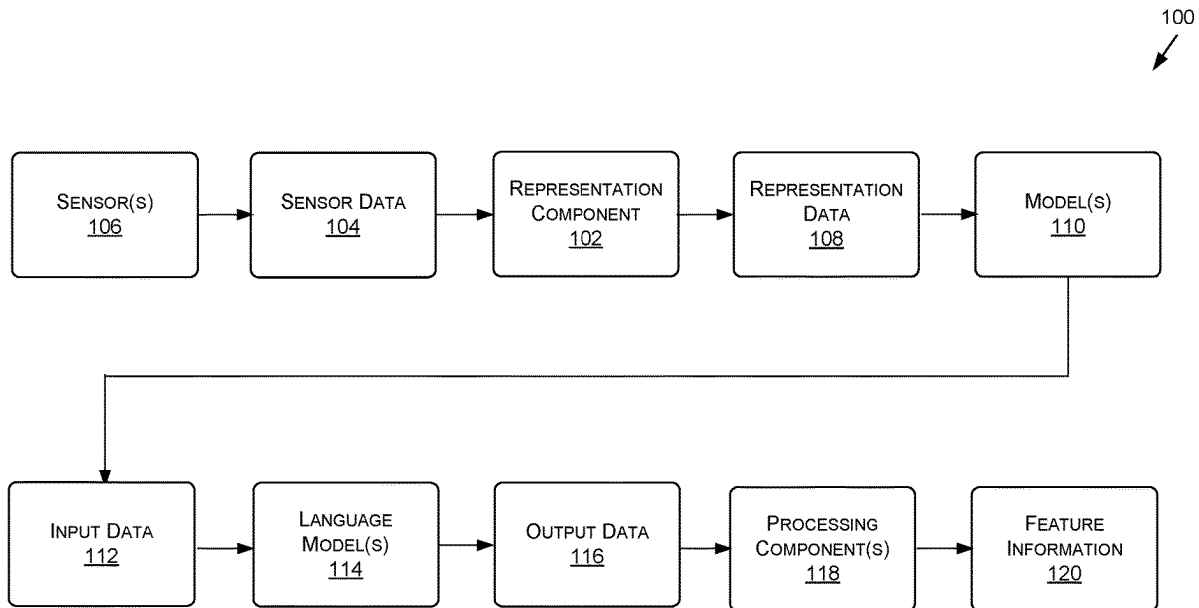 100
SENSOR(S)
106
SENSOR DATA
104
REPRESENTATION
COMPONENT
102
REPRESENTATION
DATA
108
MODEL(S)
110
INPUT DATA
112
LANGUAGE
MODEL(S)
114
OUTPUT DATA
116
PROCESSING
COMPONENT(S)
118
FEATURE
INFORMATION
120